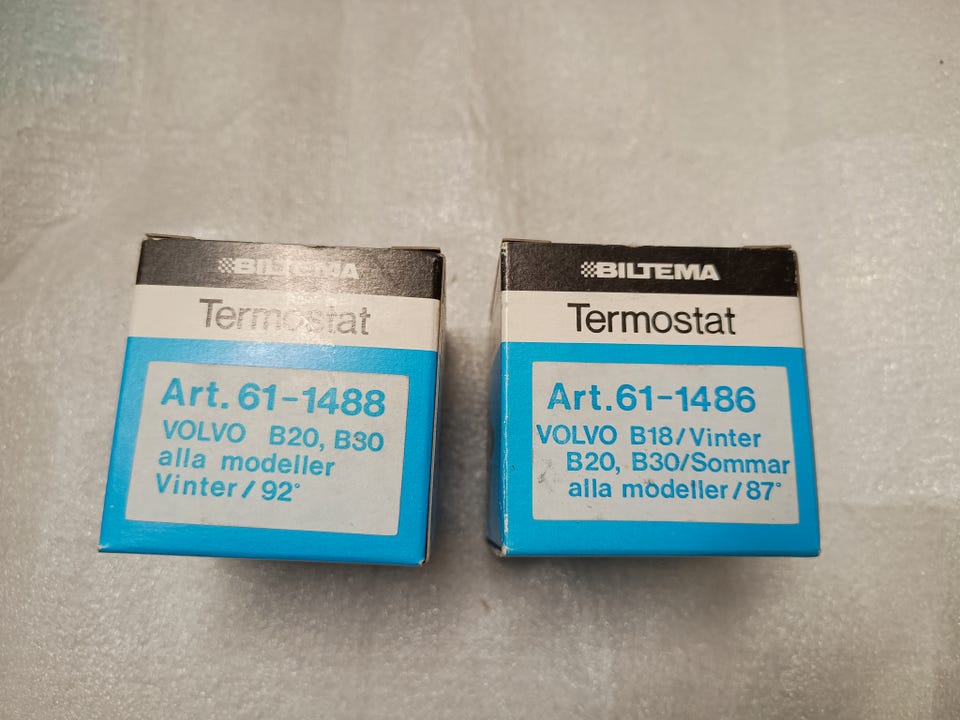 BILTEMA
Termostat
Art. 61-1488
VOLVO B20, B30
alla modeller
Vinter/92°
BILTEMA
Termostat
Art. 61-1486
VOLVO B18/Vinter
B20, B30/Sommar
alla modeller/87°